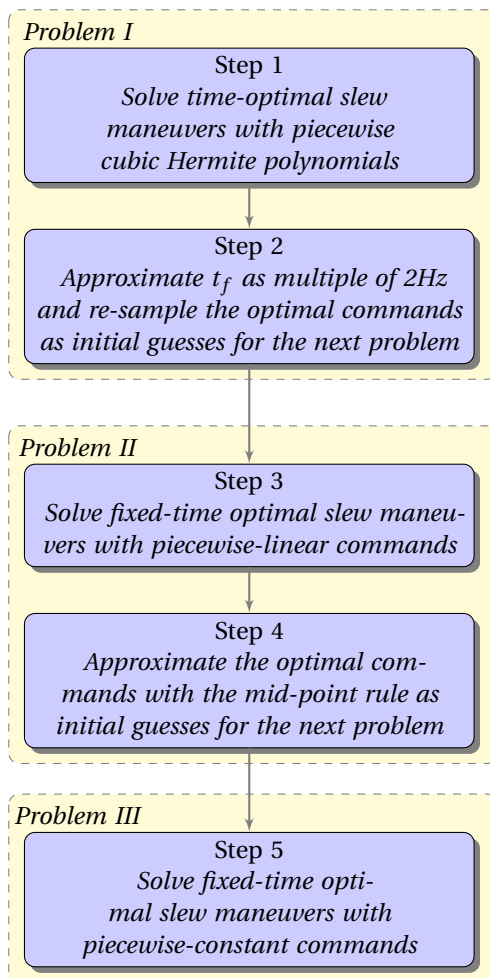 Problem I
Step 1
Solve time-optimal slew
maneuvers with piecewise
cubic Hermite polynomials
Step 2
Approximate t_f as multiple of 2Hz
and re-sample the optimal commands
as initial guesses for the next problem
Problem II
Step 3
Solve fixed-time optimal slew maneu-
vers with piecewise-linear commands
Step 4
Approximate the optimal com-
mands with the mid-point rule as
initial guesses for the next problem
Problem III
Step 5
Solve fixed-time opti-
mal slew maneuvers with
piecewise-constant commands